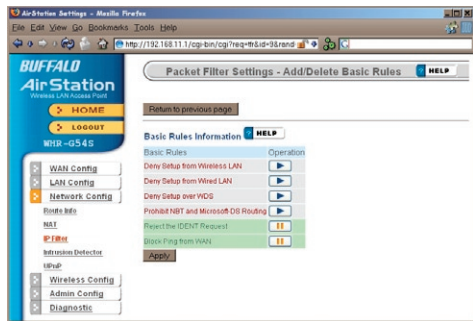 AirStation Settings - Mozilla Firefox
File Edit View Go Bookmarks Tools Help
http://192.168.11.1/cgi-bin/cgi?req=tfr&id=9&rand
BUFFALO
AirStation
Wireless LAN Access Point
HOME
LOGOUT
WHR-G54S
WAN Config
LAN Config
Network Config
Route Info
NAT
IP Filter
Intrusion Detector
UPnP
Wireless Config
Admin Config
Diagnostic
Packet Filter Settings - Add/Delete Basic Rules HELP
Return to previous page
Basic Rules Information HELP
Basic Rules Operation
Deny Setup from Wireless LAN
Deny Setup from Wired LAN
Deny Setup over WDS
Prohibit NBT and Microsoft-DS Routing
Reject the IDENT Request
Block Ping from WAN
Apply